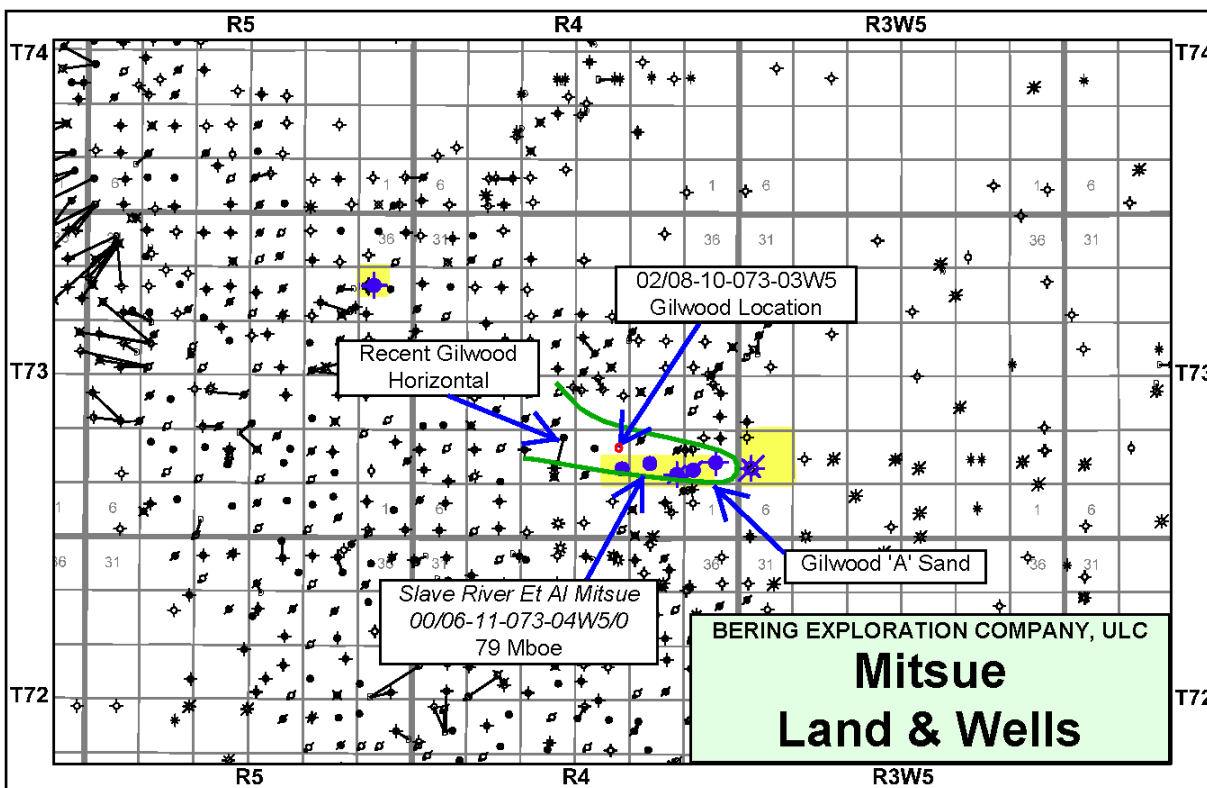 R5 R4 R3W5
T74 T74
1 6 1 6
6
36 31 36 31 36 31
02/08-10-073-03W5
Gilwood Location
Recent Gilwood
Horizontal
T73 T73
6 1 6 1 6 1 6
36 31 36 31 36 31 36 31
Gilwood 'A' Sand
Slave River Et Al Mitsue
00/06-11-073-04W5/0
79 Mboe
BERING EXPLORATION COMPANY, ULC
Mitsue
Land & Wells
T72 T72
R5 R4 R3W5